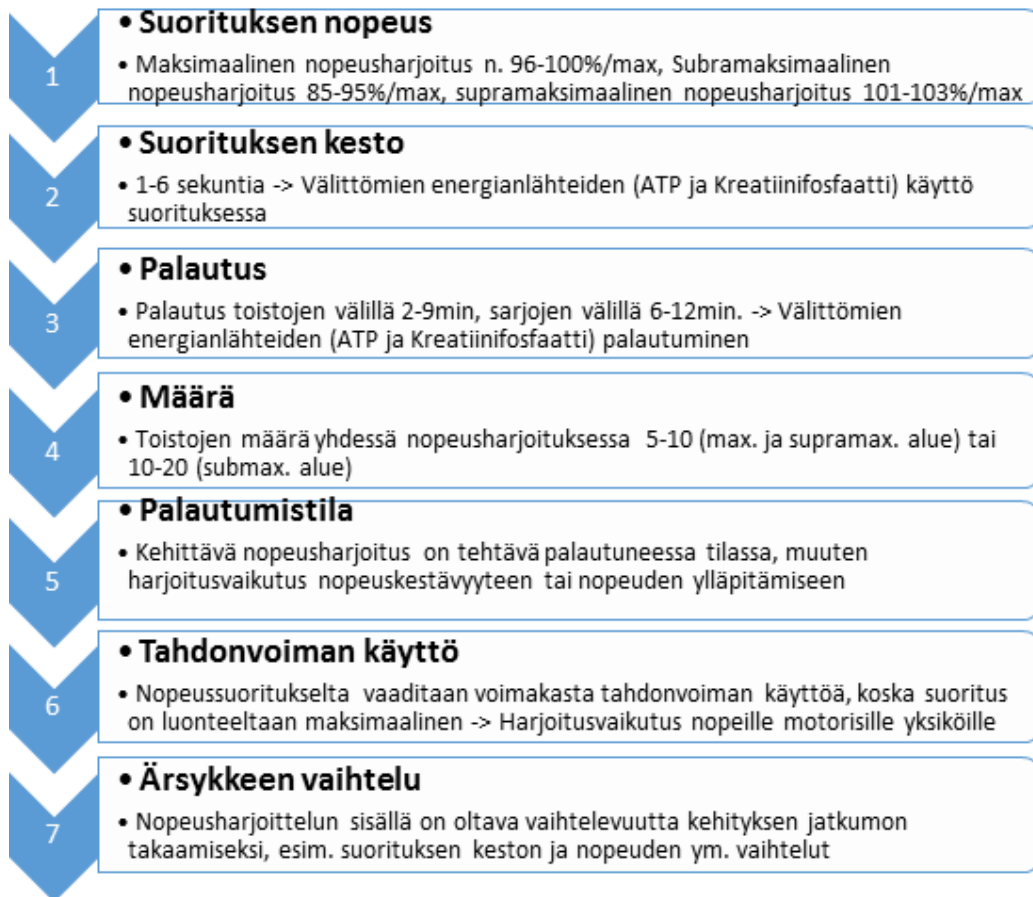 1
• Suorituksen nopeus
• Maksimaalinen nopeusharjoitus n. 96-100%/max, Subramaksimaalinen
nopeusharjoitus 85-95%/max, supramaksimaalinen nopeusharjoitus 101-103%/max
2
• Suorituksen kesto
• 1-6 sekuntia -> Välittömien energianlähteiden (ATP ja Kreatiinifosfaatti) käyttö
suorituksessa
3
• Palautus
• Palautus toistojen välillä 2-9min, sarjojen välillä 6-12min. -> Välittömien
energianlähteiden (ATP ja Kreatiinifosfaatti) palautuminen
4
• Määrä
• Toistojen määrä yhdessä nopeusharjoituksessa 5-10 (max. ja supramax. alue) tai
10-20 (submax. alue)
5
• Palautumistila
• Kehittävä nopeusharjoitus on tehtävä palautuneessa tilassa, muuten
harjoitusvaikutus nopeuskestävyyteen tai nopeuden ylläpitämiseen
6
• Tahdonvoiman käyttö
• Nopeussuoritukselta vaaditaan voimakasta tahdonvoiman käyttöä, koska suoritus
on luonteeltaan maksimaalinen -> Harjoitusvaikutus nopeille motorisille yksiköille
7
• Ärsykkeen vaihtelu
• Nopeusharjoittelun sisällä on oltava vaihtelevuutta kehityksen jatkumon
takaamiseksi, esim. suorituksen keston ja nopeuden ym. vaihtelut